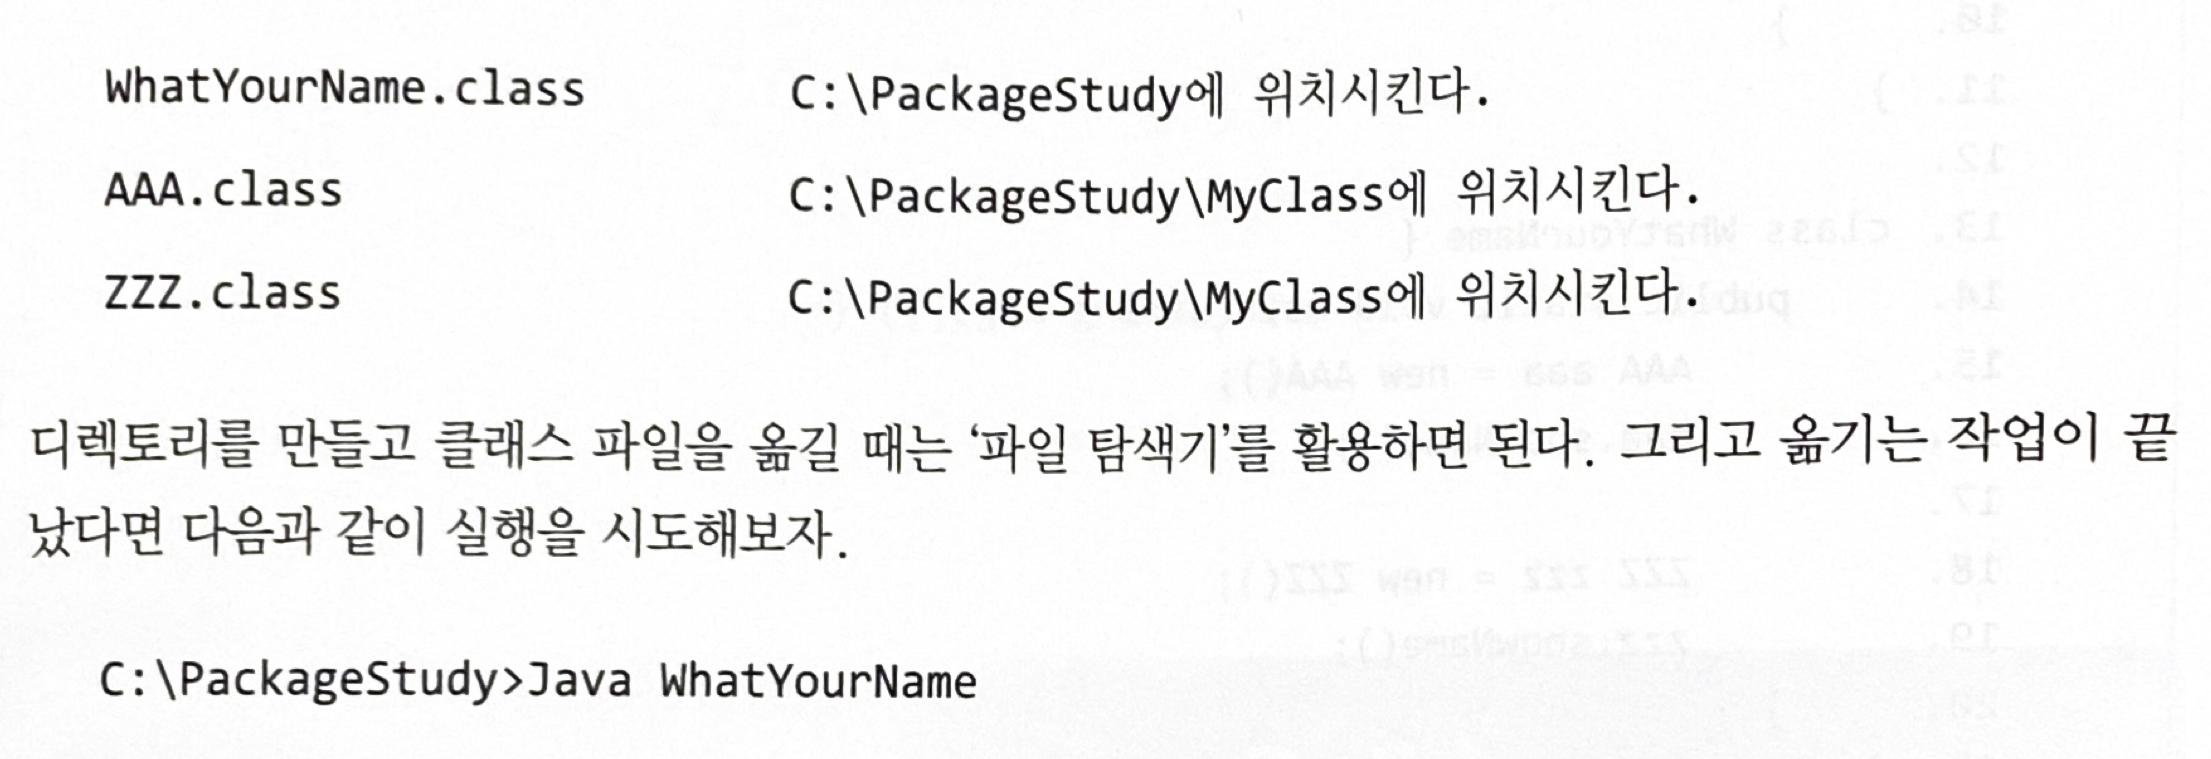 WhatYourName.class C:\PackageStudy에 위치시킨다.
AAA.class C:\PackageStudy\MyClass에 위치시킨다.
ZZZ.class C:\PackageStudy\MyClass에 위치시킨다.
디렉토리를 만들고 클래스 파일을 옮길 때는 ‘파일 탐색기’를 활용하면 된다. 그리고 옮기는 작업이 끝
났다면 다음과 같이 실행을 시도해보자.
C:\PackageStudy>Java WhatYourName